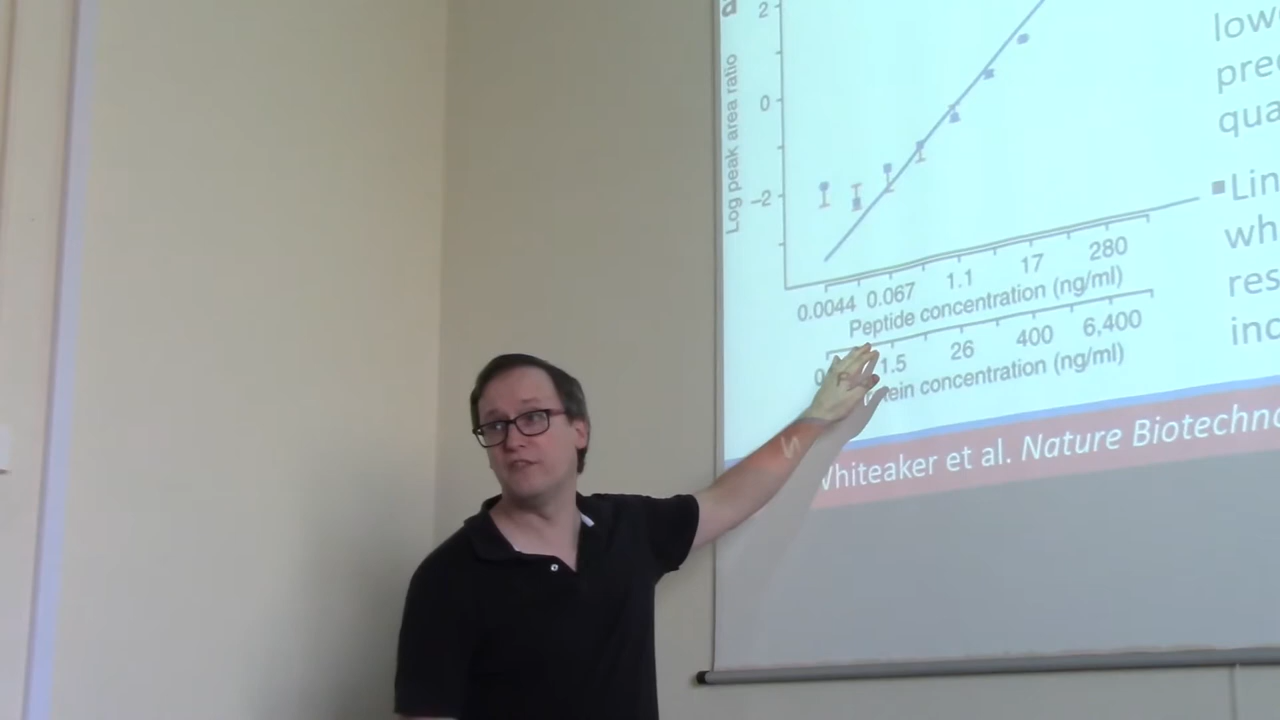 2
0
−2
Log peak area ratio
0.0044 0.067 1.1 17 280
Peptide concentration (ng/ml)
1.5 26 400 6,400
concentration (ng/ml)
Whiteaker et al. Nature Biotechno
low
pre
qua
▪Lin
wh
res
inc